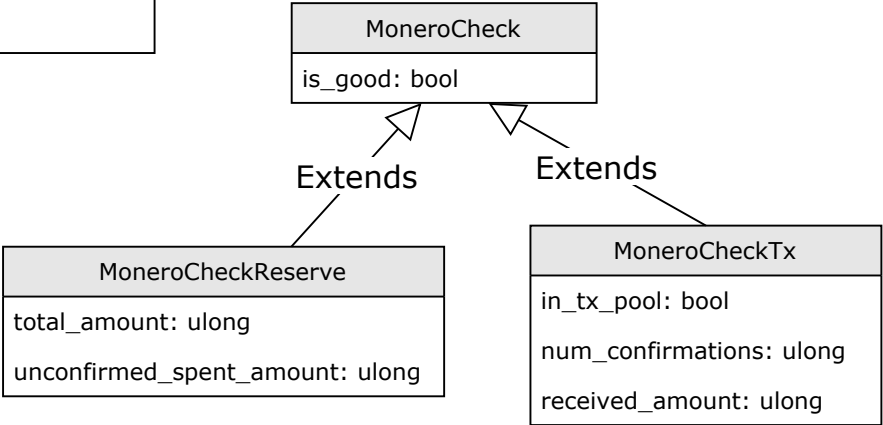 MoneroCheck
is_good: bool
Extends
Extends
MoneroCheckReserve
total_amount: ulong
unconfirmed_spent_amount: ulong
MoneroCheckTx
in_tx_pool: bool
num_confirmations: ulong
received_amount: ulong